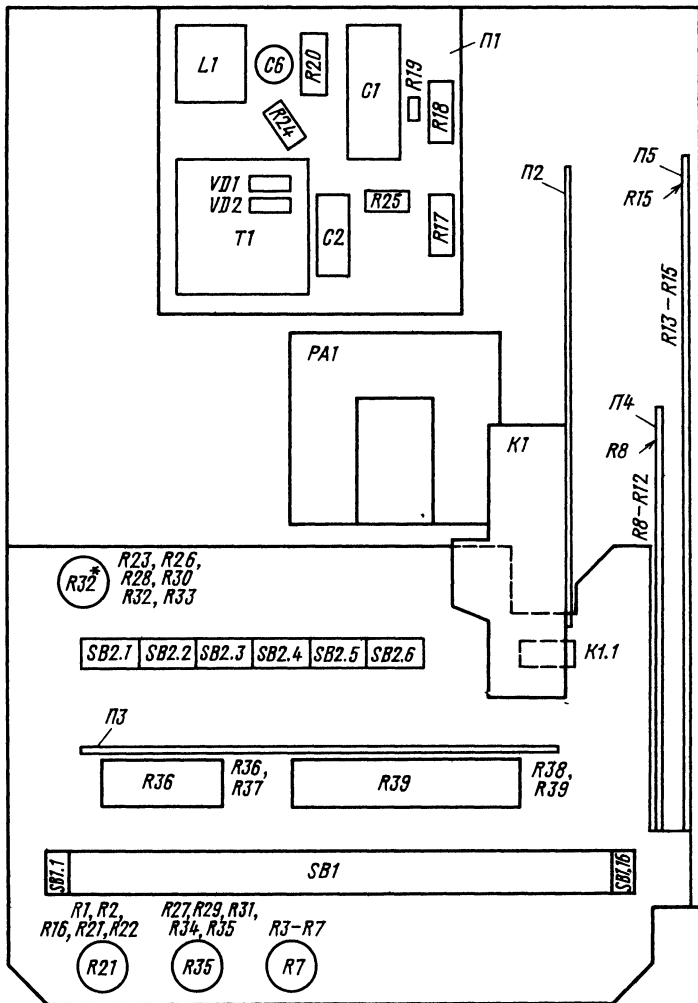 L1
C6
R20
C1
R19
R18
П1
R24
VD1
VD2
T1
C2
R25
R17
П2
П5
R15
R13–R15
PA1
K1
П4
R8
R8–R12
R32*
R23, R26,
R28, R30
R32, R33
SB2.1 SB2.2 SB2.3 SB2.4 SB2.5 SB2.6
K1.1
П3
R36
R36,
R37
R39
R38,
R39
SB1.1
SB1
SB1.16
R1, R2,
R16, R21, R22
R21
R27, R29, R31,
R34, R35
R35
R3–R7
R7